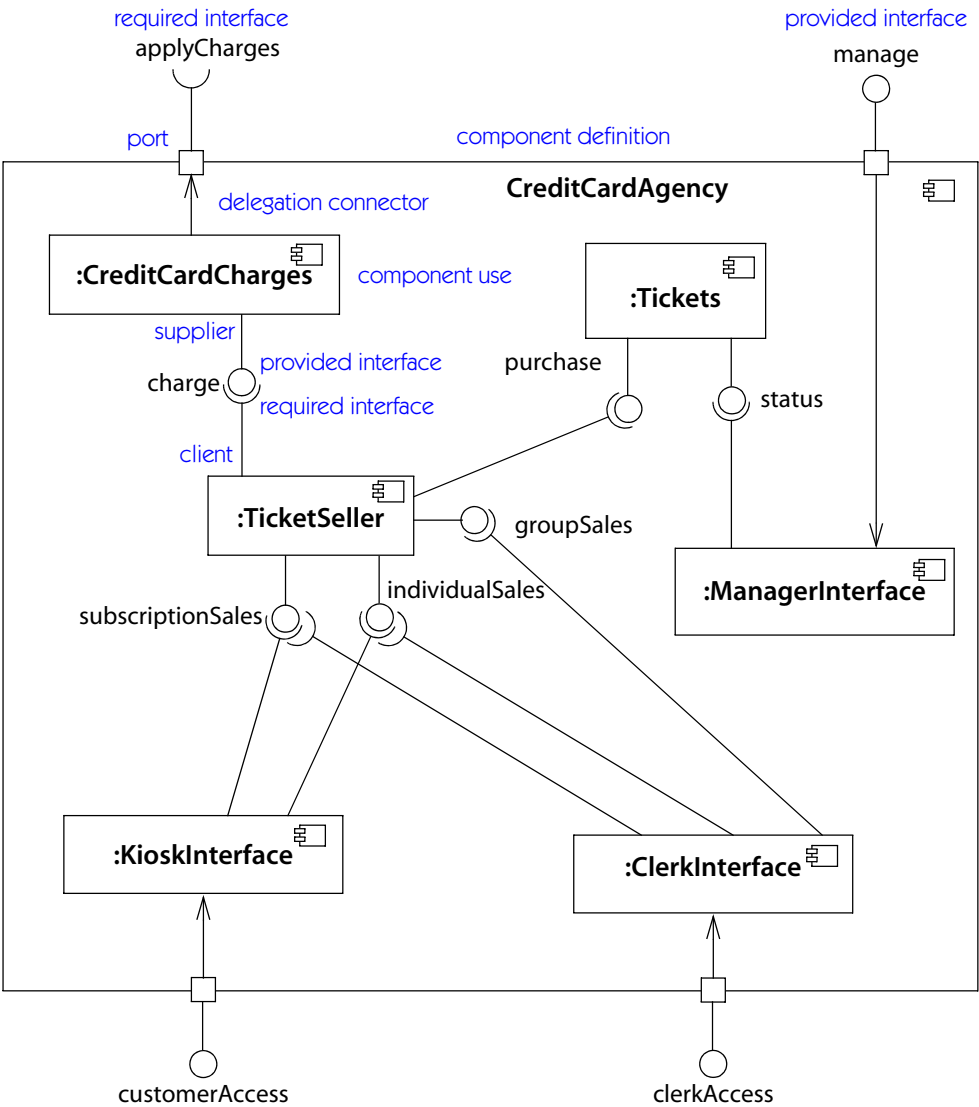 required interface
applyCharges
provided interface
manage
port
component definition
CreditCardAgency
delegation connector
:CreditCardCharges
component use
:Tickets
supplier
provided interface
charge
required interface
purchase
status
client
:TicketSeller
groupSales
individualSales
subscriptionSales
:ManagerInterface
:KioskInterface
:ClerkInterface
customerAccess
clerkAccess